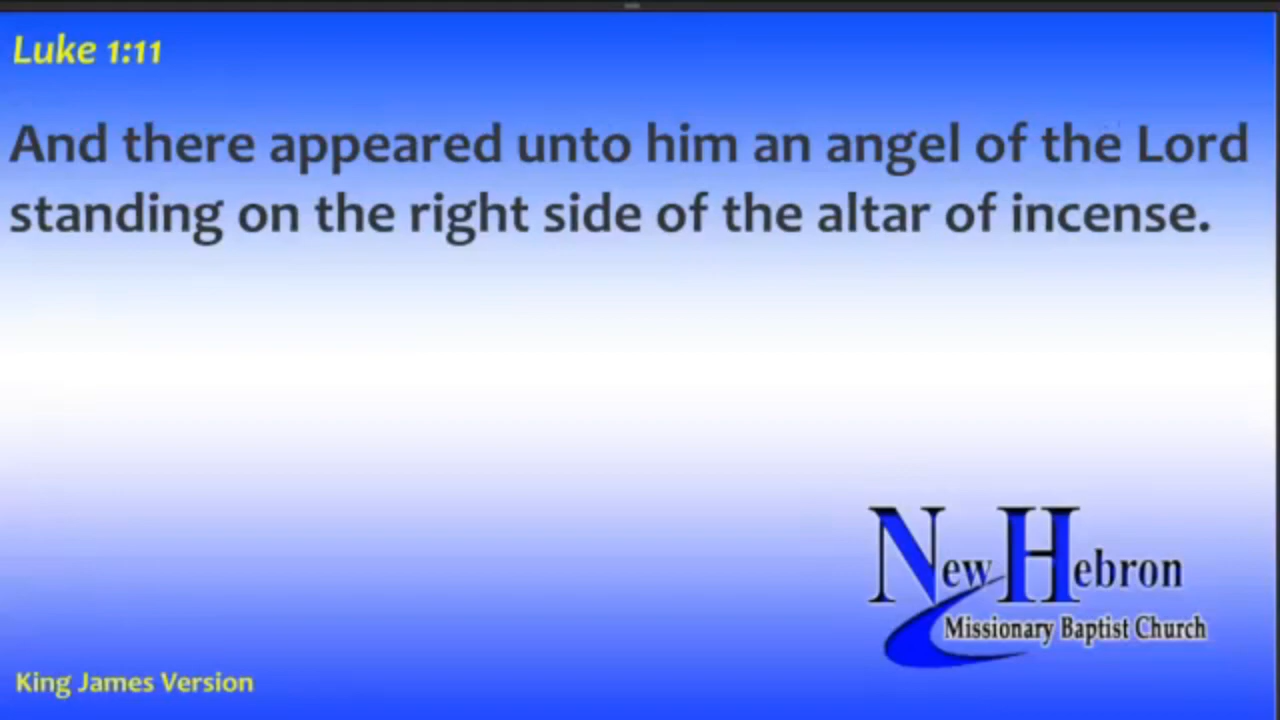 Luke 1:11
And there appeared unto him an angel of the Lord
standing on the right side of the altar of incense.
New Hebron
Missionary Baptist Church
King James Version